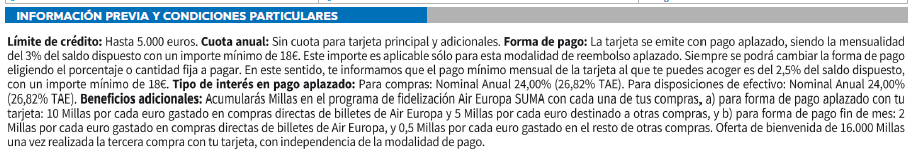 INFORMACIÓN PREVIA Y CONDICIONES PARTICULARES
Límite de crédito: Hasta 5.000 euros. Cuota anual: Sin cuota para tarjeta principal y adicionales. Forma de pago: La tarjeta se emite con pago aplazado, siendo la mensualidad
del 3% del saldo dispuesto con un importe mínimo de 18€. Este importe es aplicable sólo para esta modalidad de reembolso aplazado. Siempre se podrá cambiar la forma de pago
eligiendo el porcentaje o cantidad fija a pagar. En este sentido, te informamos que el pago mínimo mensual de la tarjeta al que te puedes acoger es del 2,5% del saldo dispuesto,
con un importe mínimo de 18€. Tipo de interés en pago aplazado: Para compras: Nominal Anual 24,00% (26,82% TAE). Para disposiciones de efectivo: Nominal Anual 24,00%
(26,82% TAE). Beneficios adicionales: Acumularás Millas en el programa de fidelización Air Europa SUMA con cada una de tus compras, a) para forma de pago aplazado con tu
tarjeta: 10 Millas por cada euro gastado en compras directas de billetes de Air Europa y 5 Millas por cada euro destinado a otras compras, y b) para forma de pago fin de mes: 2
Millas por cada euro gastado en compras directas de billetes de Air Europa, y 0,5 Millas por cada euro gastado en el resto de otras compras. Oferta de bienvenida de 16.000 Millas
una vez realizada la tercera compra con tu tarjeta, con independencia de la modalidad de pago.